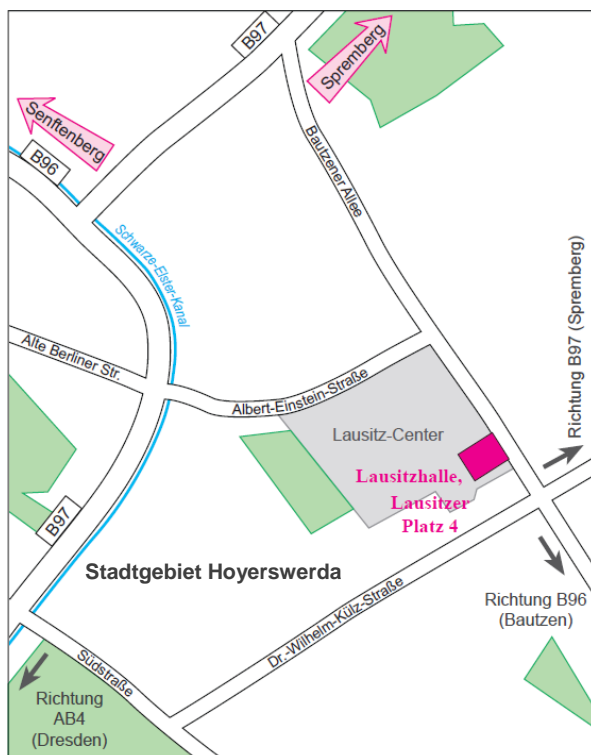 B97
Spremberg
Senftenberg
B96
Bautzener Allee
Schwarze-Elster-Kanal
Richtung B97 (Spremberg)
Alte Berliner Str.
Albert-Einstein-Straße
Lausitz-Center
Lausitzhalle,
Lausitzer
Platz 4
B97
Stadtgebiet Hoyerswerda
Richtung B96
(Bautzen)
Dr.-Wilhelm-Külz-Straße
Südstraße
Richtung
AB4
(Dresden)